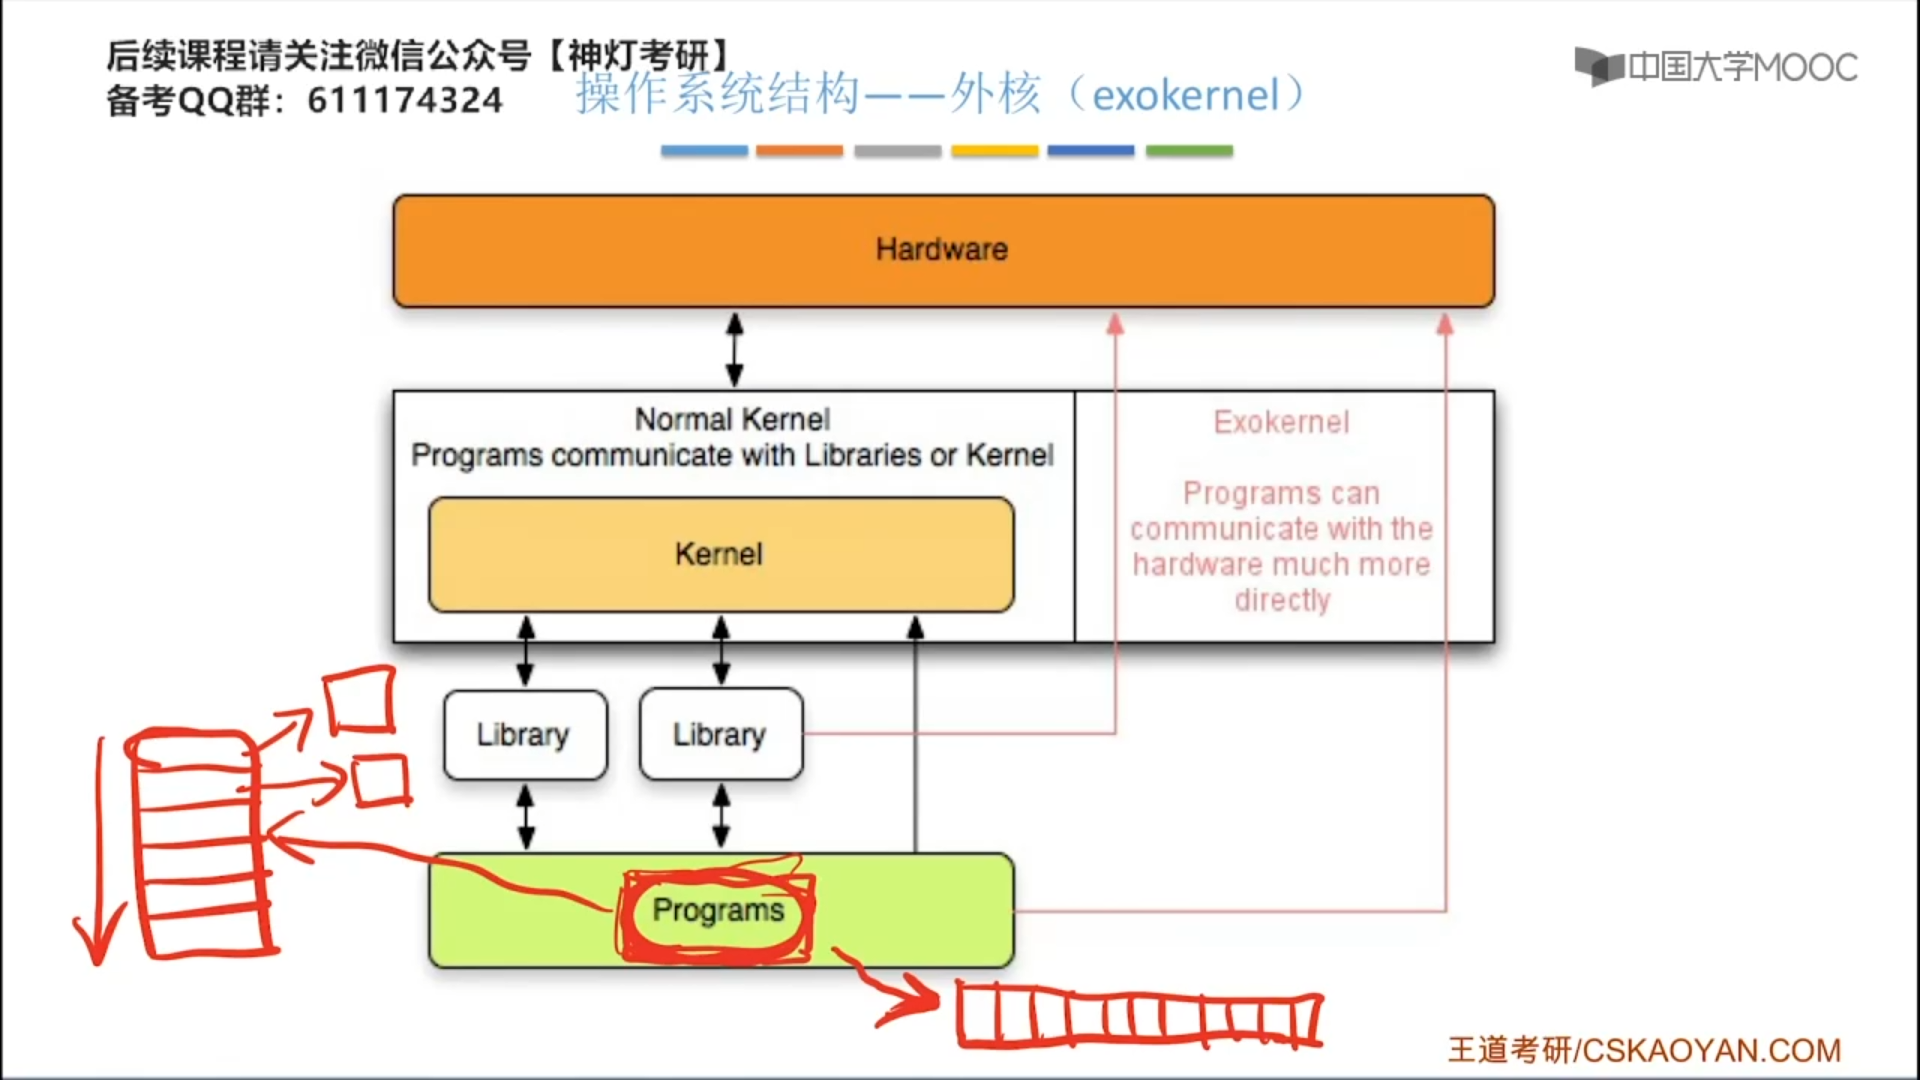 后续课程请关注微信公众号【神灯考研】
备考QQ群：611174324
操作系统结构——外核（exokernel）
中国大学MOOC
Hardware
Normal Kernel
Programs communicate with Libraries or Kernel
Kernel
Exokernel
Programs can
communicate with the
hardware much more
directly
Library
Library
Programs
王道考研/CSKAOYAN.COM